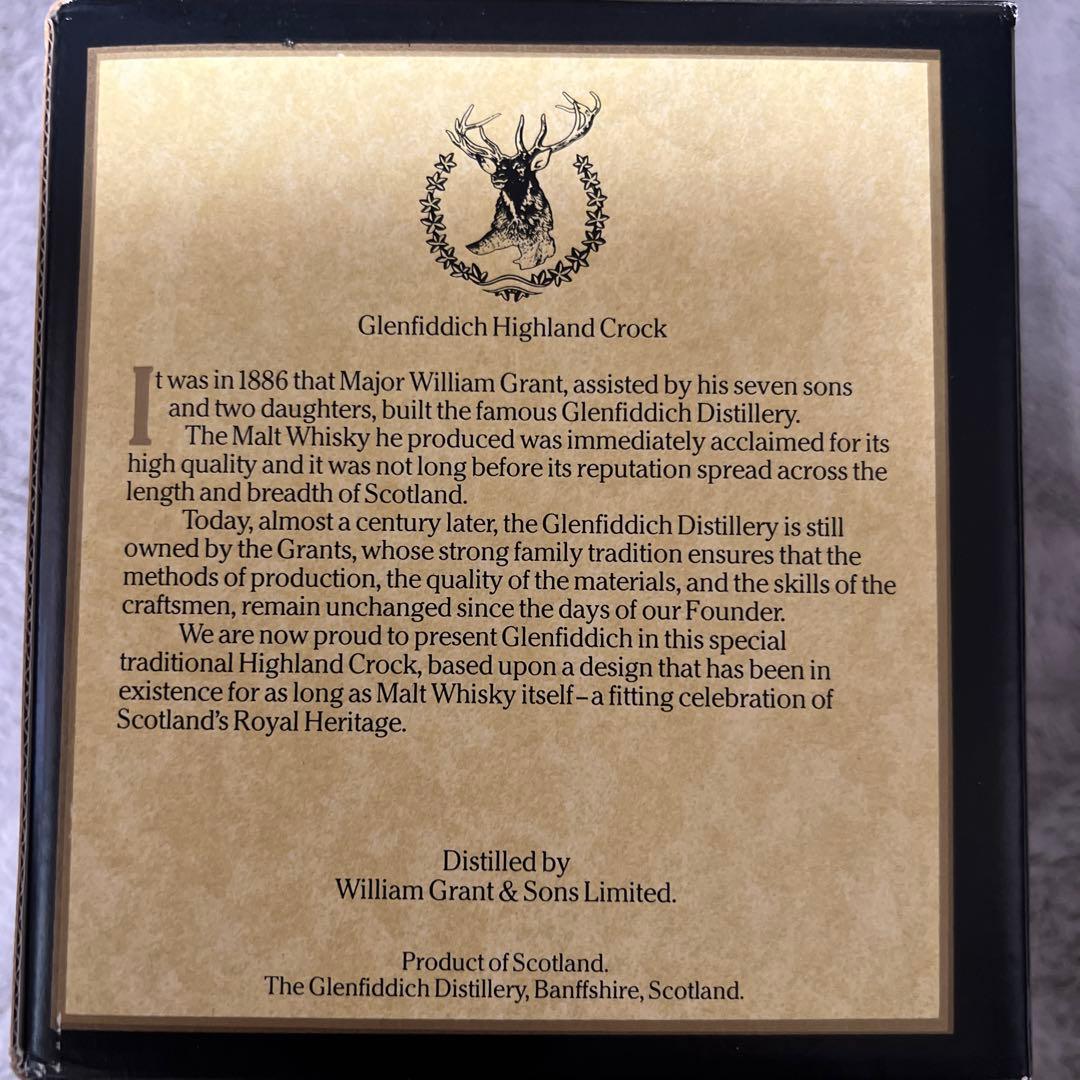 Glenfiddich Highland Crock
It was in 1886 that Major William Grant, assisted by his seven sons
and two daughters, built the famous Glenfiddich Distillery.
The Malt Whisky he produced was immediately acclaimed for its
high quality and it was not long before its reputation spread across the
length and breadth of Scotland.
Today, almost a century later, the Glenfiddich Distillery is still
owned by the Grants, whose strong family tradition ensures that the
methods of production, the quality of the materials, and the skills of the
craftsmen, remain unchanged since the days of our Founder.
We are now proud to present Glenfiddich in this special
traditional Highland Crock, based upon a design that has been in
existence for as long as Malt Whisky itself–a fitting celebration of
Scotland's Royal Heritage.
Distilled by
William Grant & Sons Limited.
Product of Scotland.
The Glenfiddich Distillery, Banffshire, Scotland.